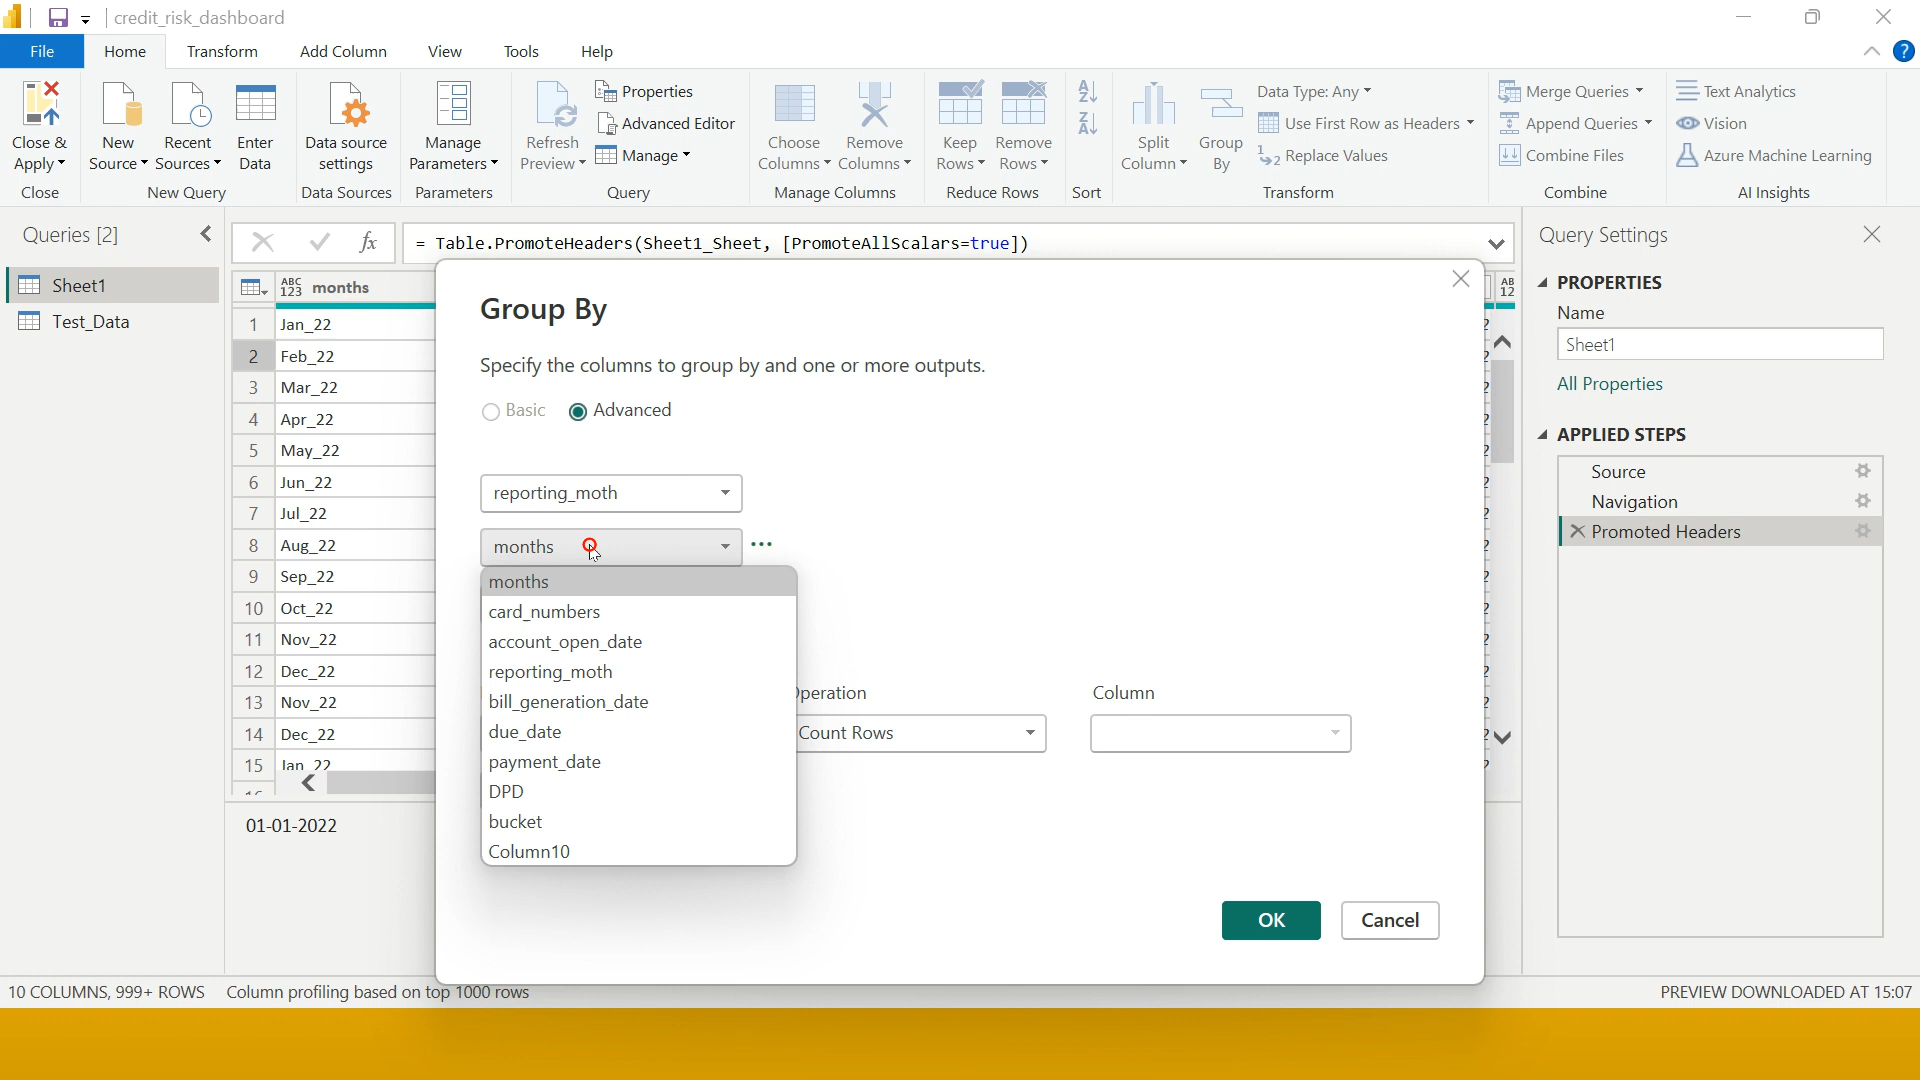 credit_risk_dashboard
File Home Transform Add Column View Tools Help
Close & Apply
New Source
Recent Sources
Enter Data
Data source settings
Manage Parameters
Refresh Preview
Properties
Advanced Editor
Manage
Choose Columns
Remove Columns
Keep Rows
Remove Rows
Split Column
Group By
Data Type: Any
Use First Row as Headers
Replace Values
Merge Queries
Append Queries
Combine Files
Text Analytics
Vision
Azure Machine Learning
Close New Query Data Sources Parameters Query Manage Columns Reduce Rows Sort Transform Combine AI Insights
Queries [2]
Sheet1
Test_Data
fx = Table.PromoteHeaders(Sheet1_Sheet, [PromoteAllScalars=true])
ABC 123 months
1 Jan_22
2 Feb_22
3 Mar_22
4 Apr_22
5 May_22
6 Jun_22
7 Jul_22
8 Aug_22
9 Sep_22
10 Oct_22
11 Nov_22
12 Dec_22
13 Nov_22
14 Dec_22
15 Jan_22
01-01-2022
Group By
Specify the columns to group by and one or more outputs.
Basic Advanced
reporting_moth
months
months
card_numbers
account_open_date
reporting_moth
bill_generation_date
due_date
payment_date
DPD
bucket
Column10
Operation
Count Rows
Column
OK Cancel
Query Settings
PROPERTIES
Name
Sheet1
All Properties
APPLIED STEPS
Source
Navigation
Promoted Headers
10 COLUMNS, 999+ ROWS Column profiling based on top 1000 rows
PREVIEW DOWNLOADED AT 15:07